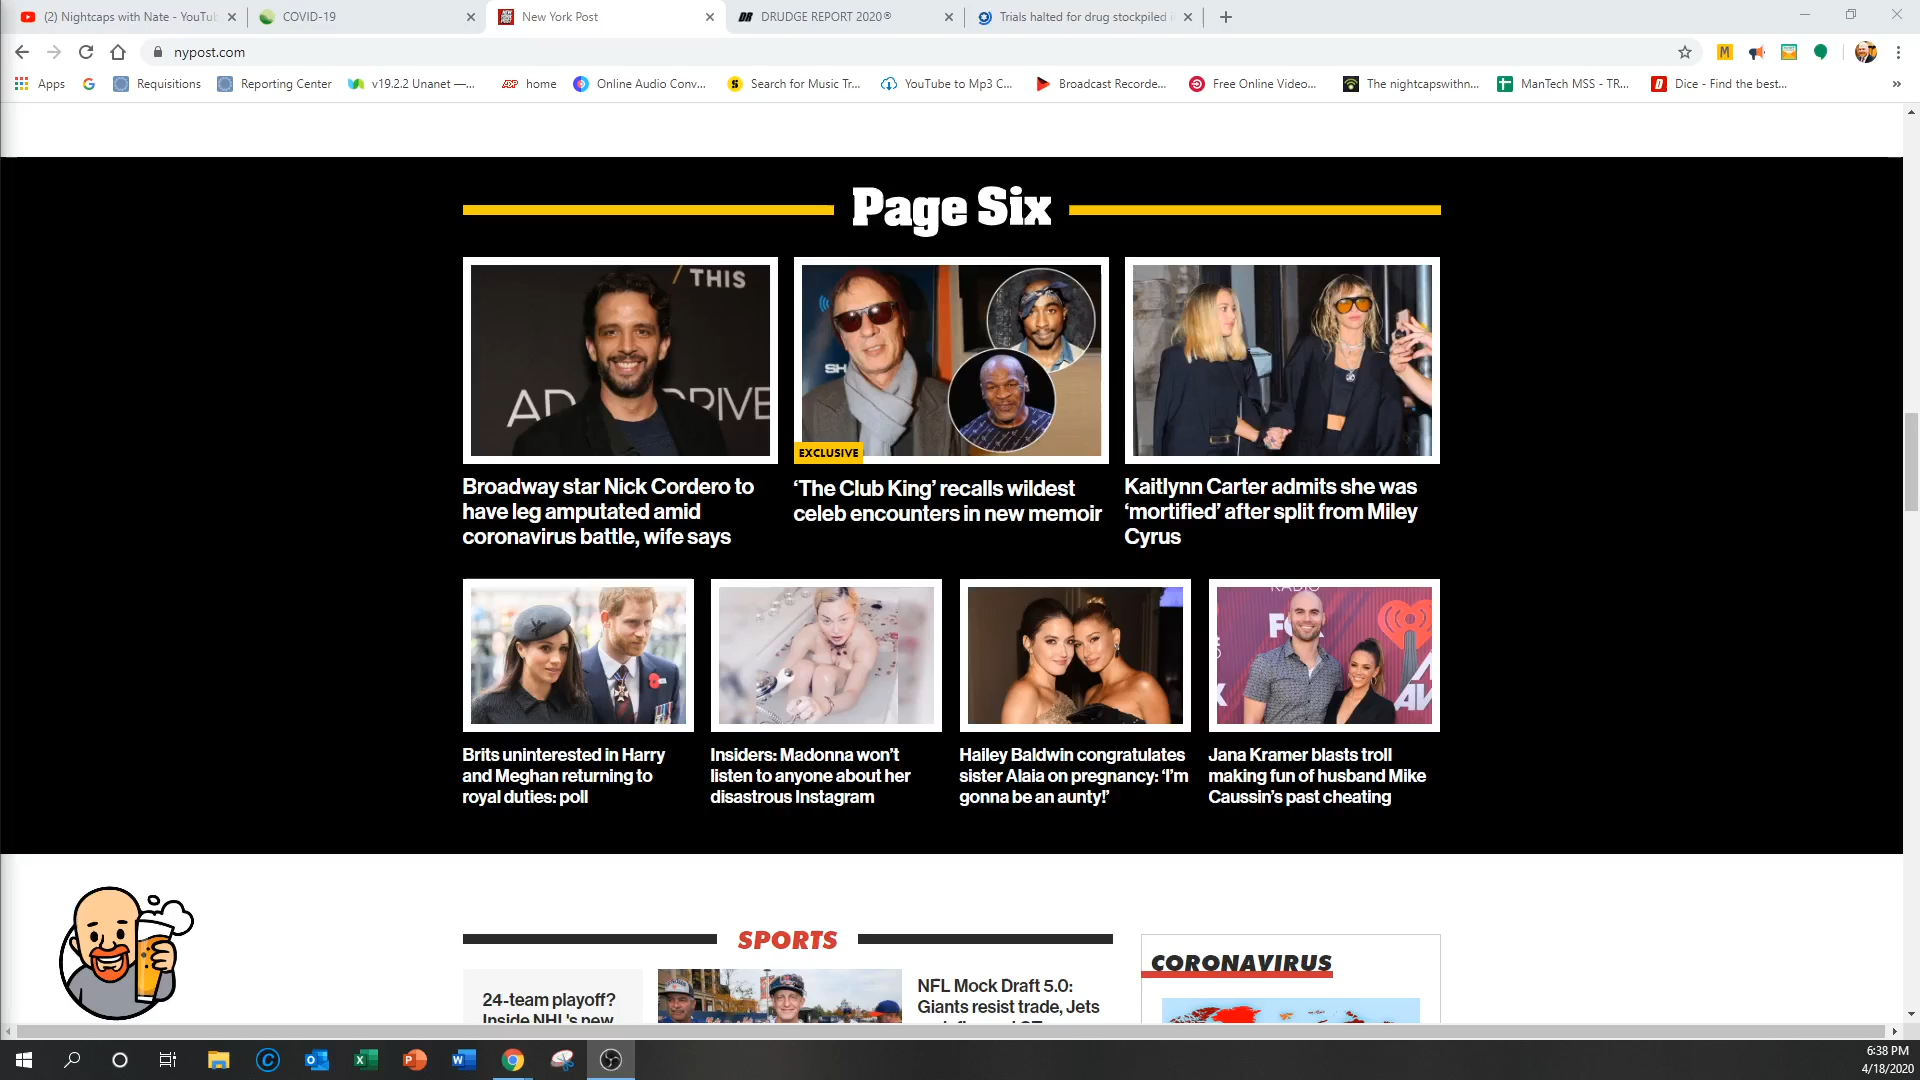 (2) Nightcaps with Nate - YouTu
COVID-19
New York Post
DR DRUDGE REPORT 2020®
Trials halted for drug stockpiled
nypost.com
M
Apps
Requisitions
Reporting Center
v19.2.2 Unanet —...
ADP home
Online Audio Conv...
Search for Music Tr...
YouTube to Mp3 C...
Broadcast Recorde...
Free Online Video...
The nightcapswithn...
ManTech MSS - TR...
Dice - Find the best...
»
Page Six
THIS
EXCLUSIVE
Broadway star Nick Cordero to
have leg amputated amid
coronavirus battle, wife says
‘The Club King’ recalls wildest
celeb encounters in new memoir
Kaitlynn Carter admits she was
‘mortified’ after split from Miley
Cyrus
Brits uninterested in Harry
and Meghan returning to
royal duties: poll
Insiders: Madonna won’t
listen to anyone about her
disastrous Instagram
Hailey Baldwin congratulates
sister Alaia on pregnancy: ‘I’m
gonna be an aunty!’
Jana Kramer blasts troll
making fun of husband Mike
Caussin’s past cheating
SPORTS
24-team playoff?
Inside NHL's new
NFL Mock Draft 5.0:
Giants resist trade, Jets
CORONAVIRUS
6:38 PM
4/18/2020